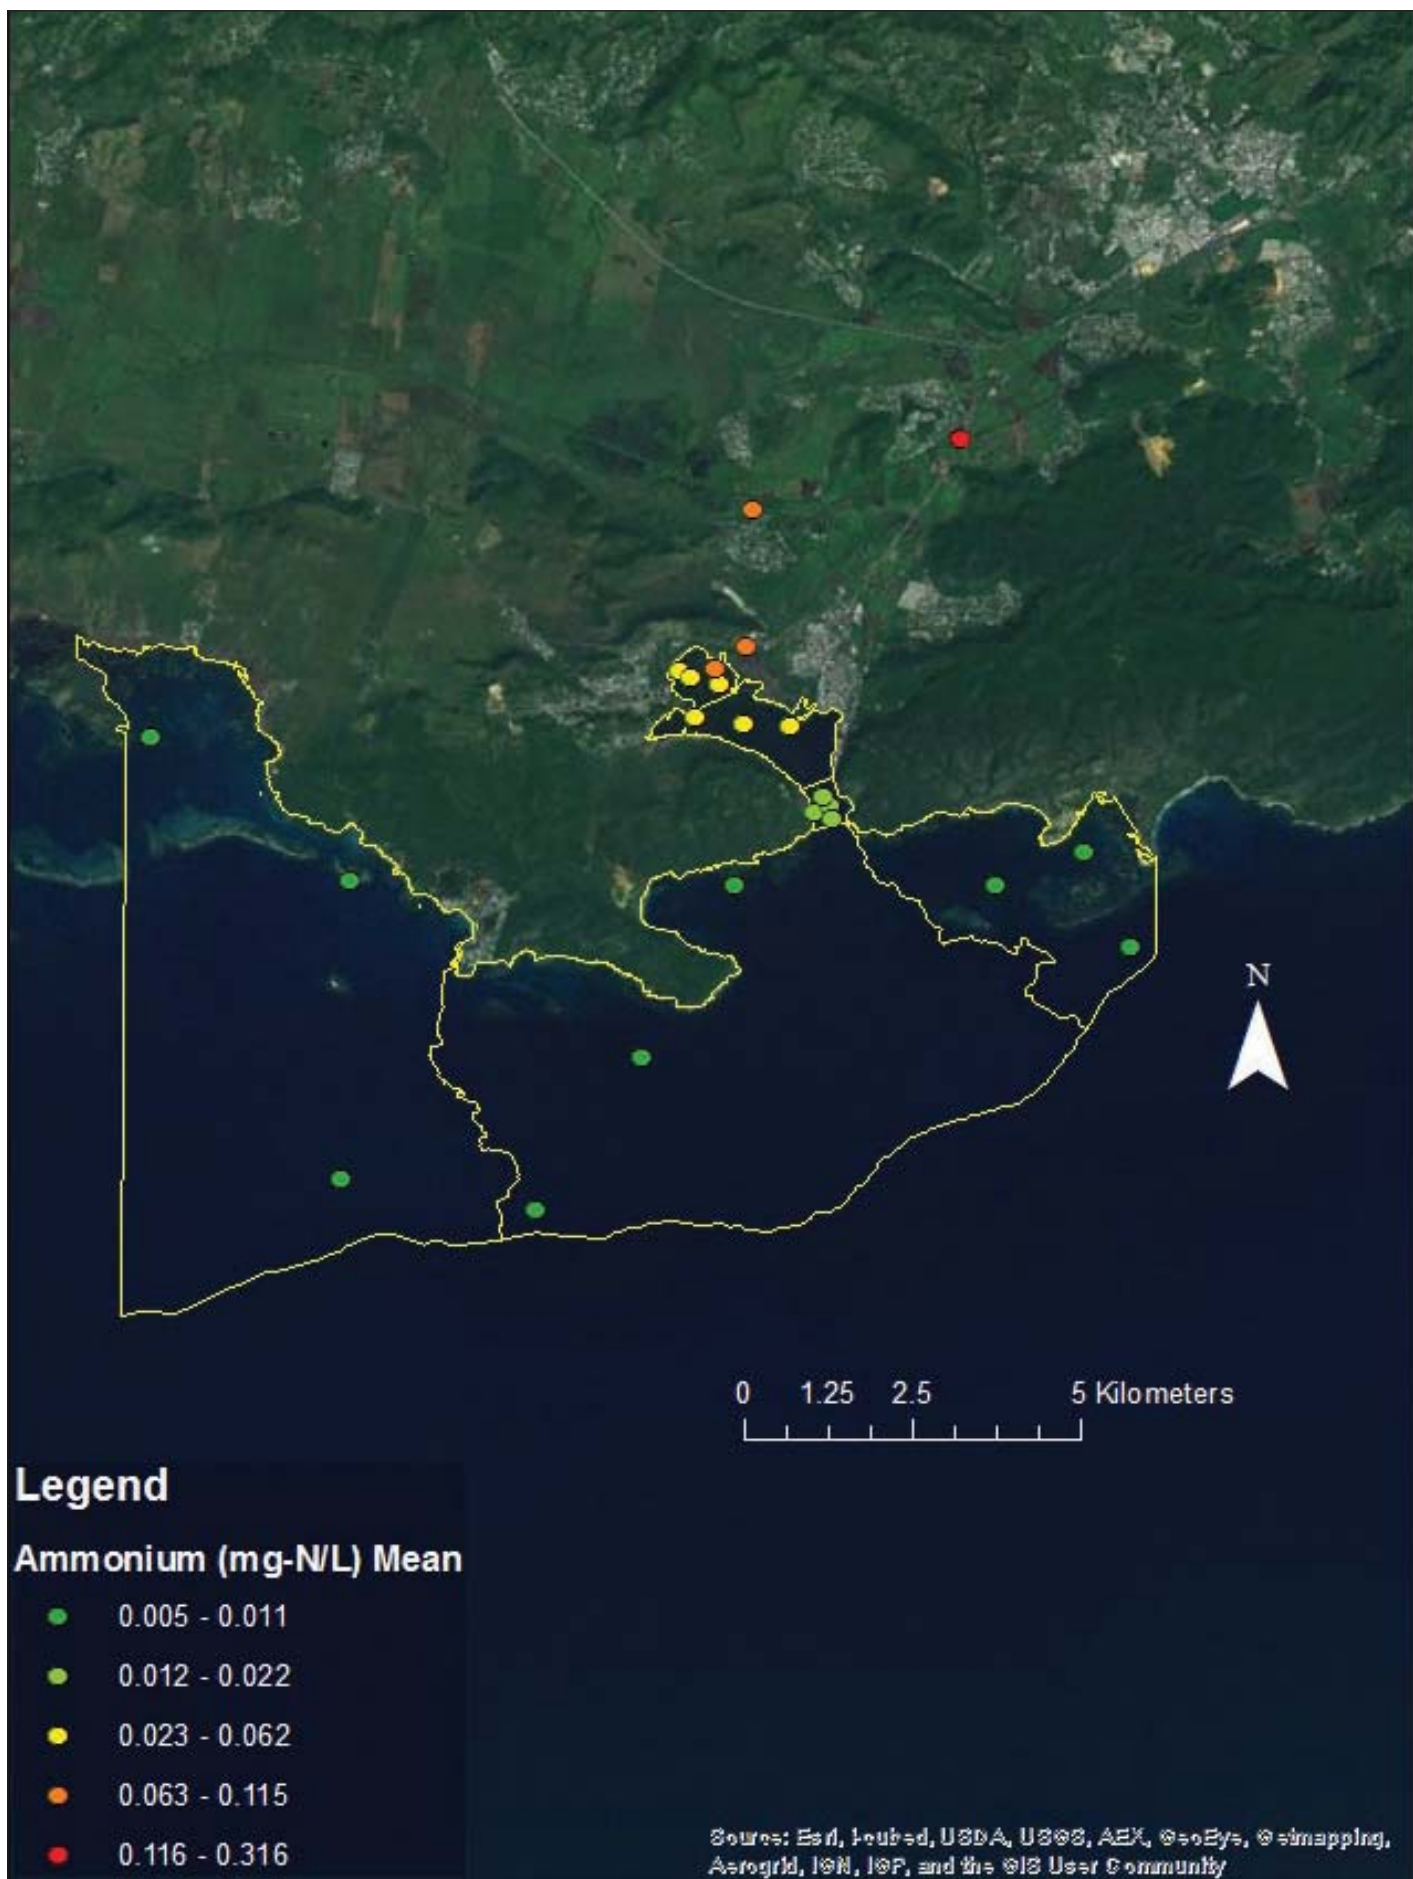 N
0 1.25 2.5 5 Kilometers
Legend
Ammonium (mg-N/L) Mean
0.005 - 0.011
0.012 - 0.022
0.023 - 0.062
0.063 - 0.115
0.116 - 0.316
Source: Esri, i-cubed, USDA, USGS, AEX, GeoEye, Getmapping,
Aerogrid, IGN, IGP, and the GIS User Community